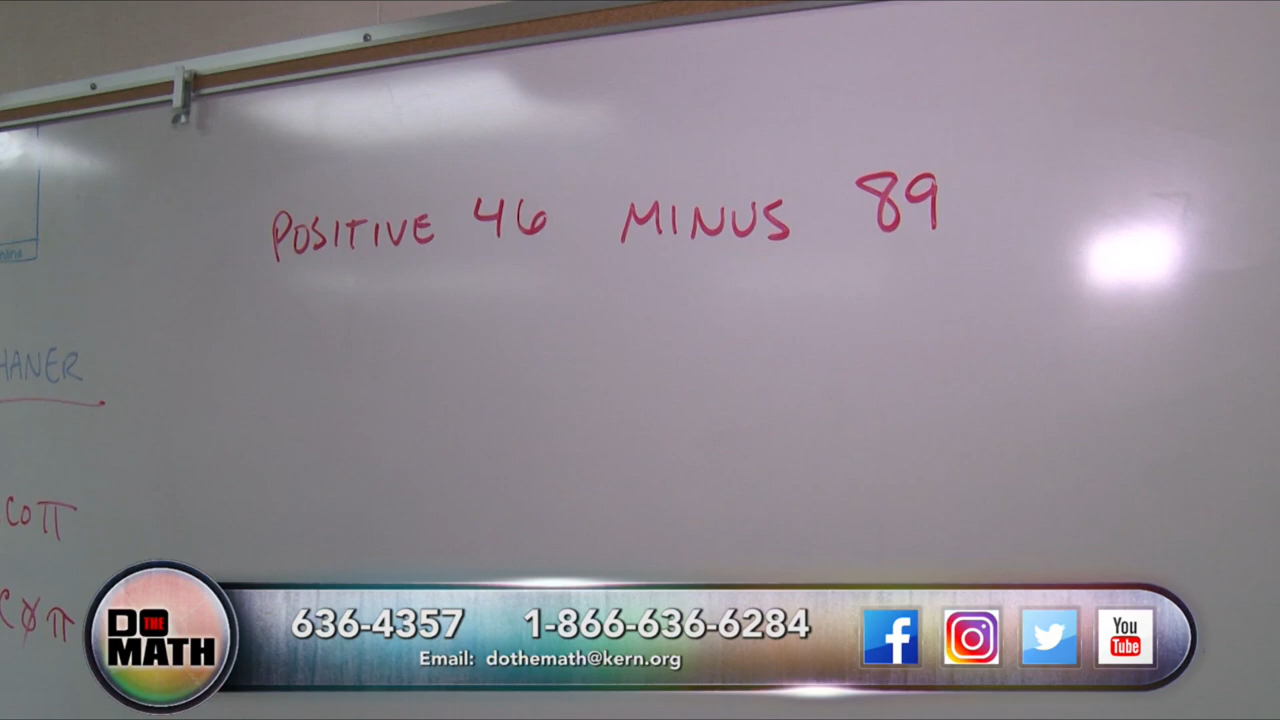 POSITIVE 46 MINUS 89
HANER
COTT
DO THE MATH
636-4357 1-866-636-6284
Email: dothemath@kern.org
You Tube